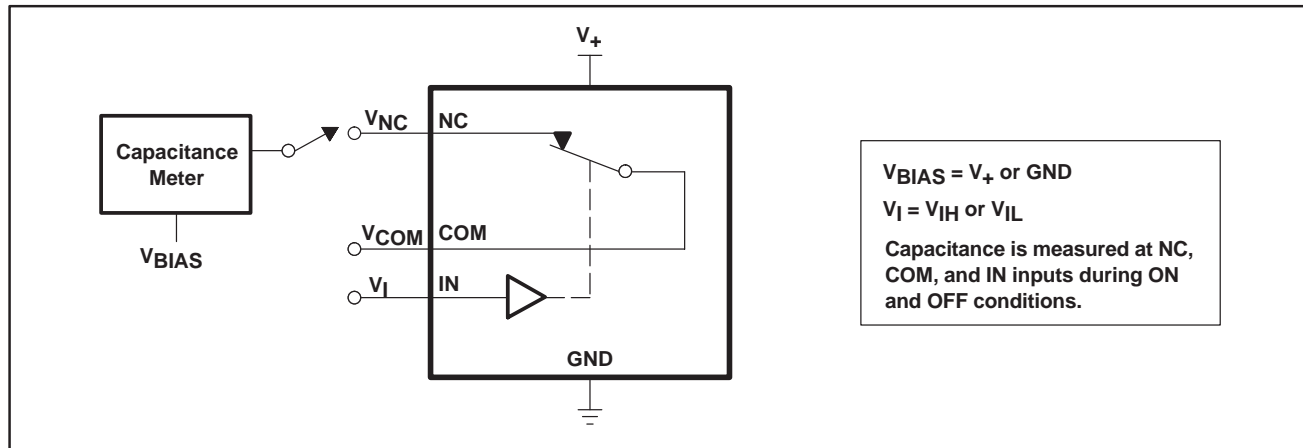 V+
VNC
NC
Capacitance
Meter
VBIAS
VCOM
COM
VI
IN
GND
VBIAS = V+ or GND
VI = VIH or VIL
Capacitance is measured at NC,
COM, and IN inputs during ON
and OFF conditions.